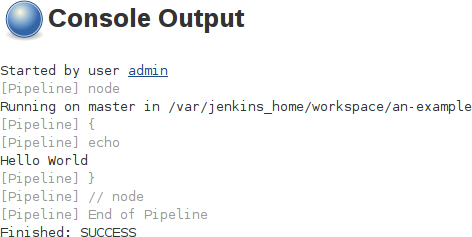 Console Output
Started by user admin
[Pipeline] node
Running on master in /var/jenkins_home/workspace/an-example
[Pipeline] {
[Pipeline] echo
Hello World
[Pipeline] }
[Pipeline] // node
[Pipeline] End of Pipeline
Finished: SUCCESS